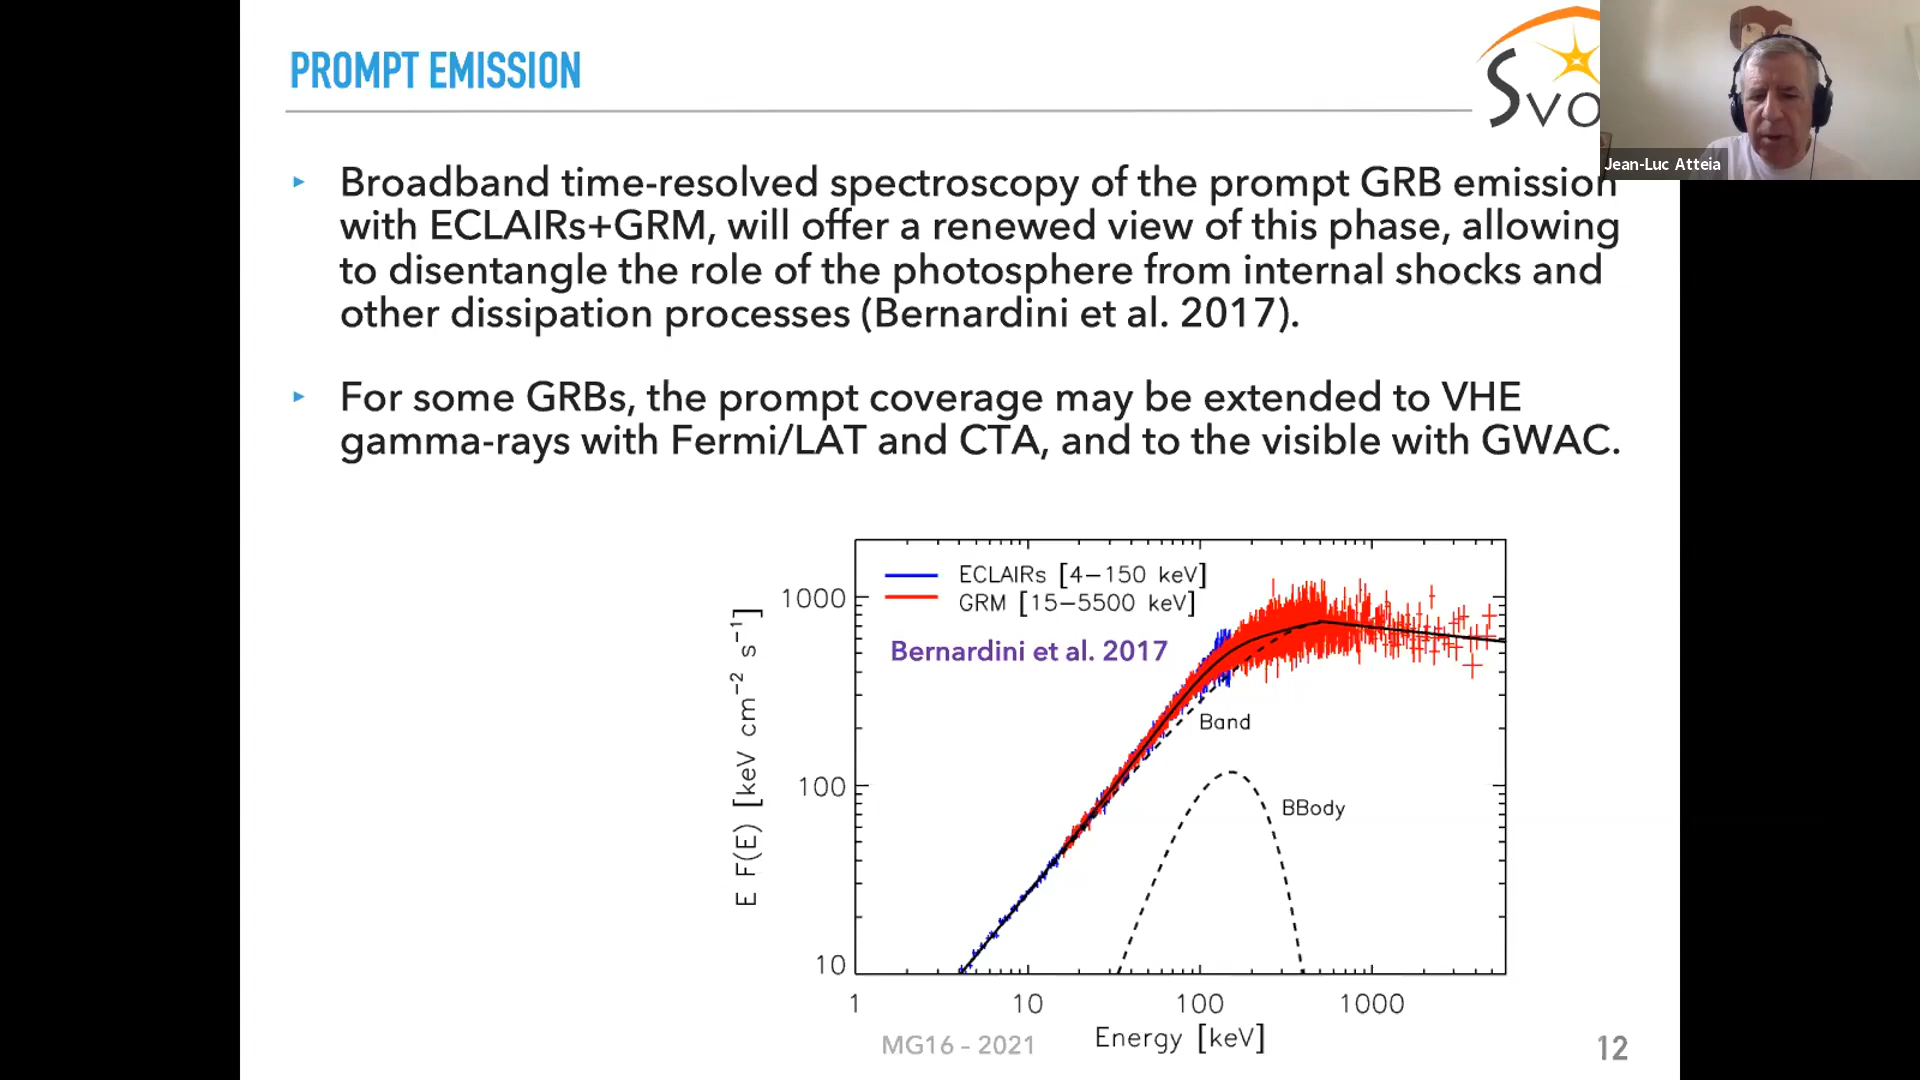 PROMPT EMISSION
SVO
Jean-Luc Atteia
▸ Broadband time-resolved spectroscopy of the prompt GRB emission
with ECLAIRs+GRM, will offer a renewed view of this phase, allowing
to disentangle the role of the photosphere from internal shocks and
other dissipation processes (Bernardini et al. 2017).
▸ For some GRBs, the prompt coverage may be extended to VHE
gamma-rays with Fermi/LAT and CTA, and to the visible with GWAC.
ECLAIRs [4−150 keV]
GRM [15−5500 keV]
Bernardini et al. 2017
Band
BBody
E F(E) [keV cm⁻² s⁻¹]
1000
100
10
1 10 100 1000
Energy [keV]
MG16 - 2021
12